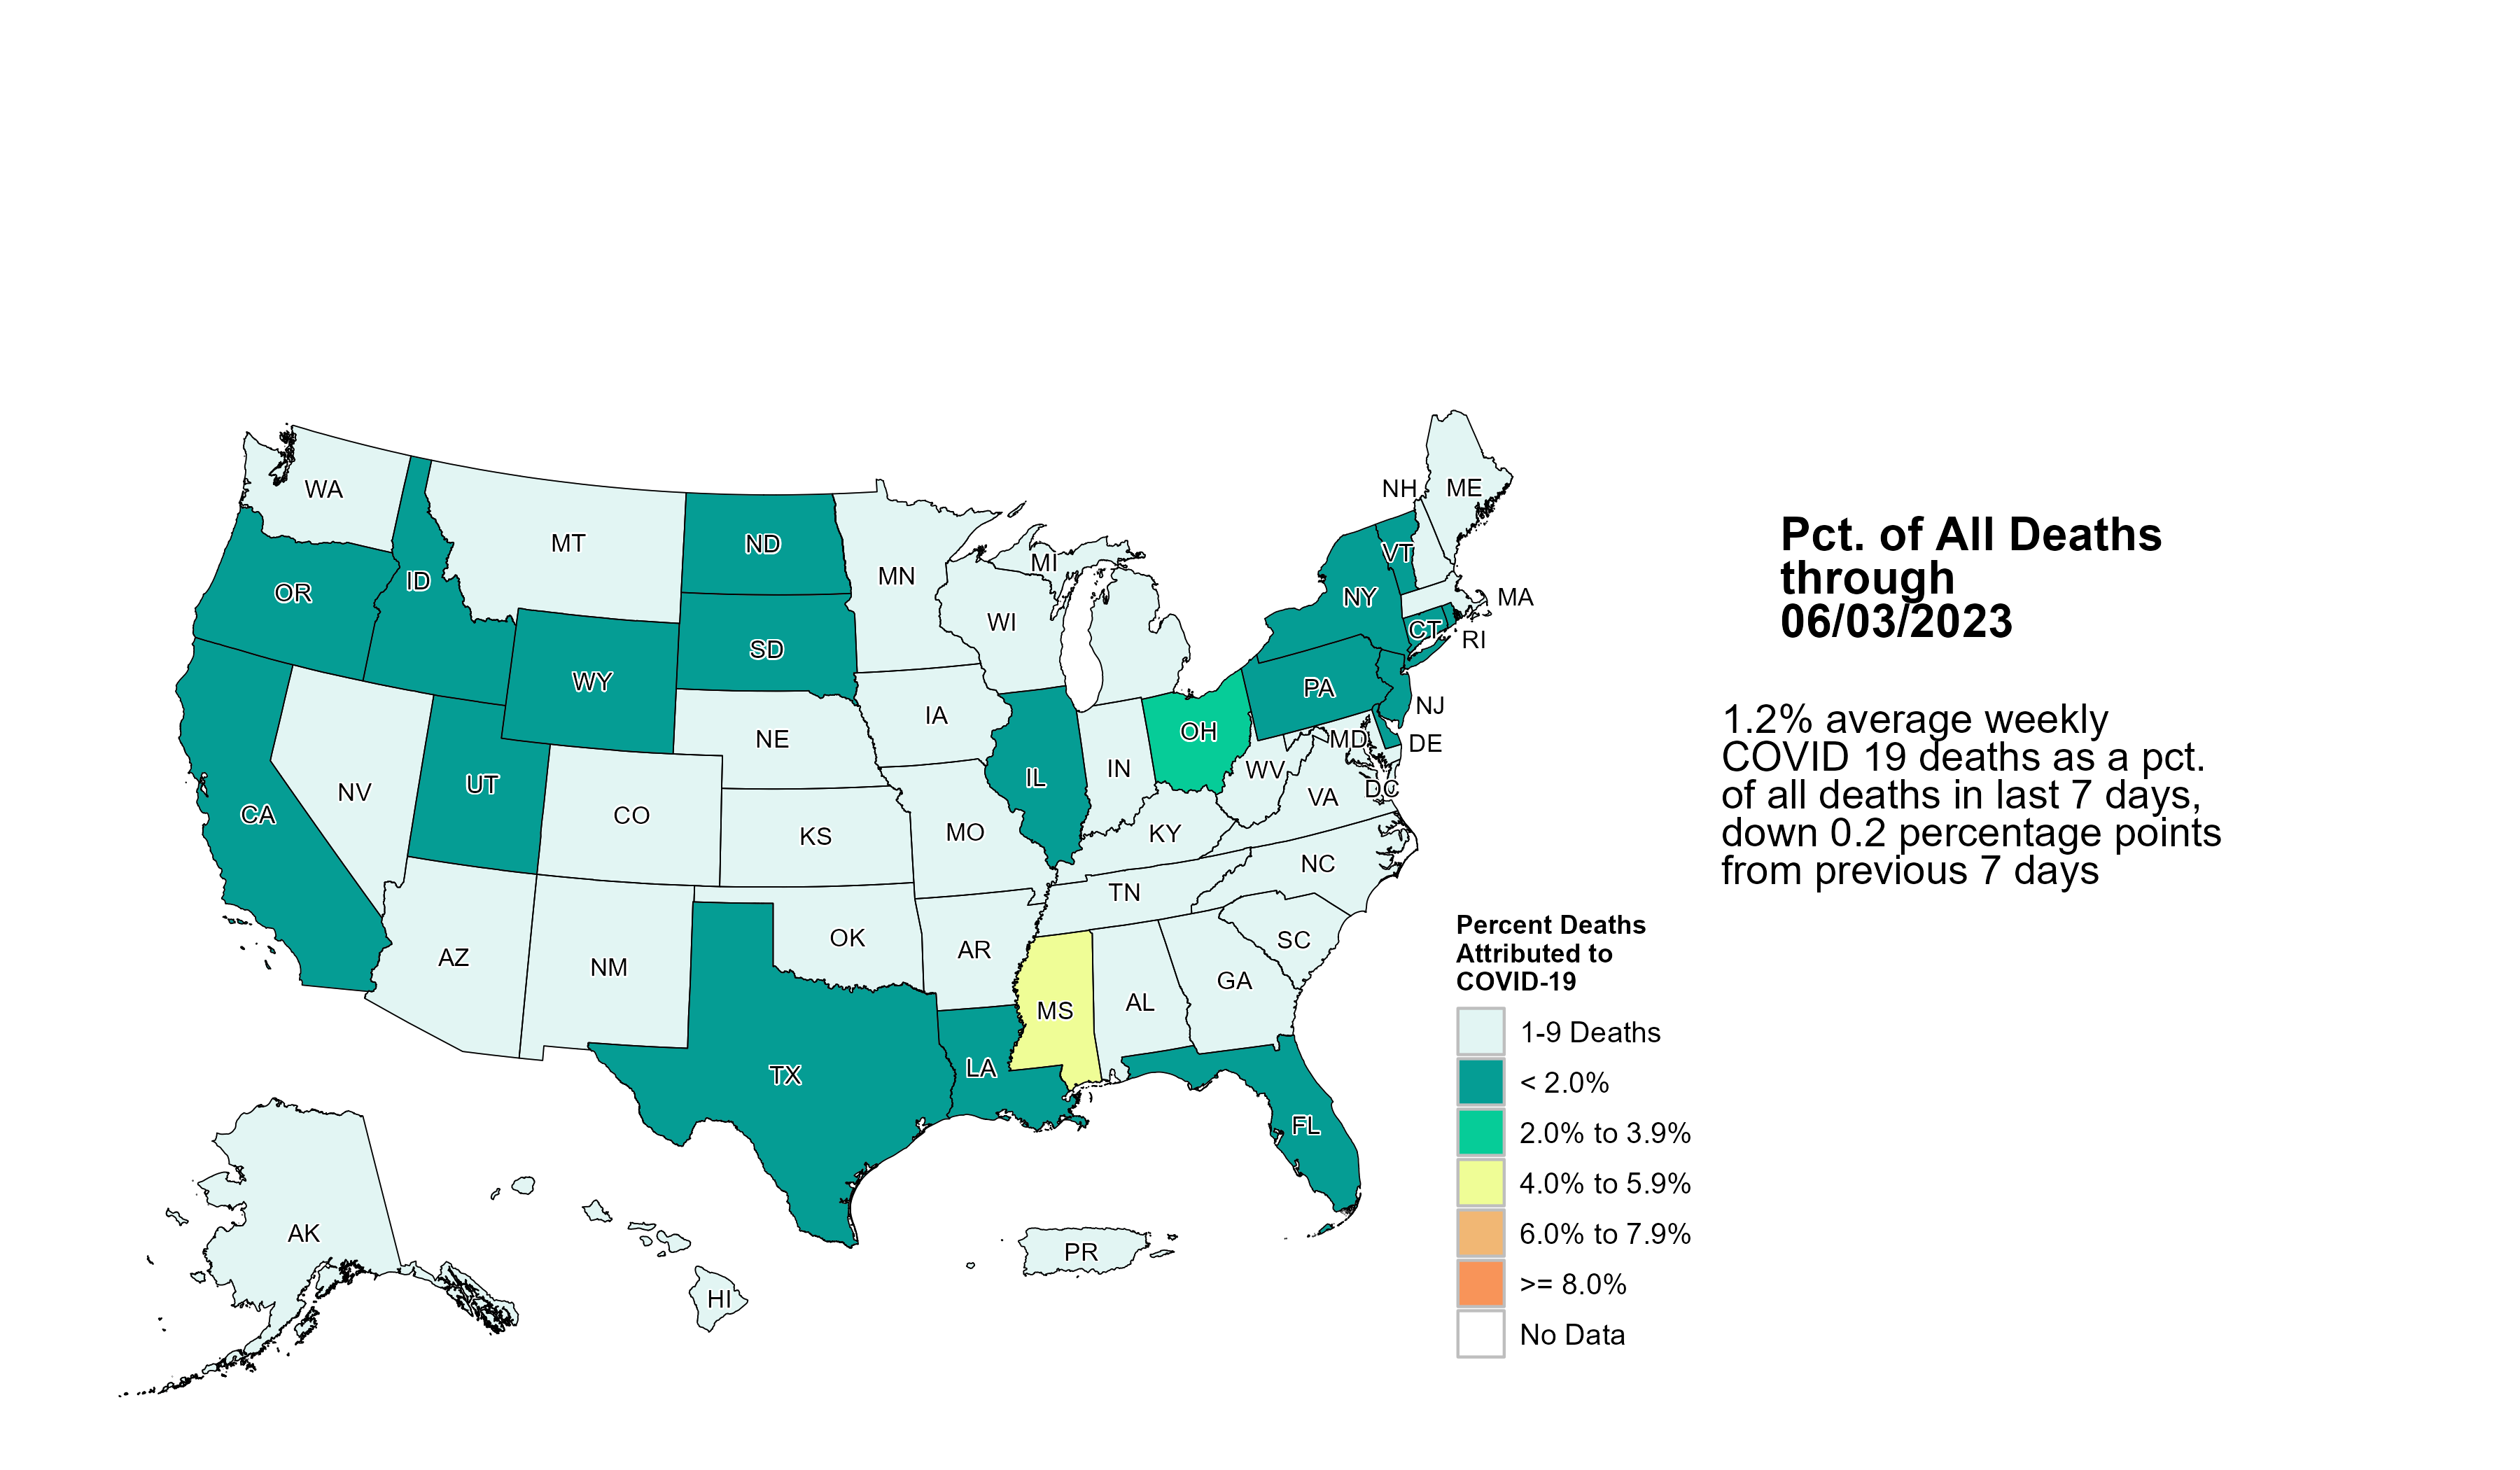 Pct. of All Deaths
through
06/03/2023
1.2% average weekly
COVID 19 deaths as a pct.
of all deaths in last 7 days,
down 0.2 percentage points
from previous 7 days
WA
MT
ND
MN
OR
ID
WY
SD
WI
MI
NH
ME
VT
NY
MA
CT
RI
PA
NJ
OH
MD
DE
IA
NE
IL
IN
WV
DC
VA
NV
UT
CA
CO
KS
MO
KY
NC
TN
OK
AR
SC
AZ
NM
MS
AL
GA
TX
LA
FL
AK
HI
PR
Percent Deaths
Attributed to
COVID-19
1-9 Deaths
< 2.0%
2.0% to 3.9%
4.0% to 5.9%
6.0% to 7.9%
>= 8.0%
No Data